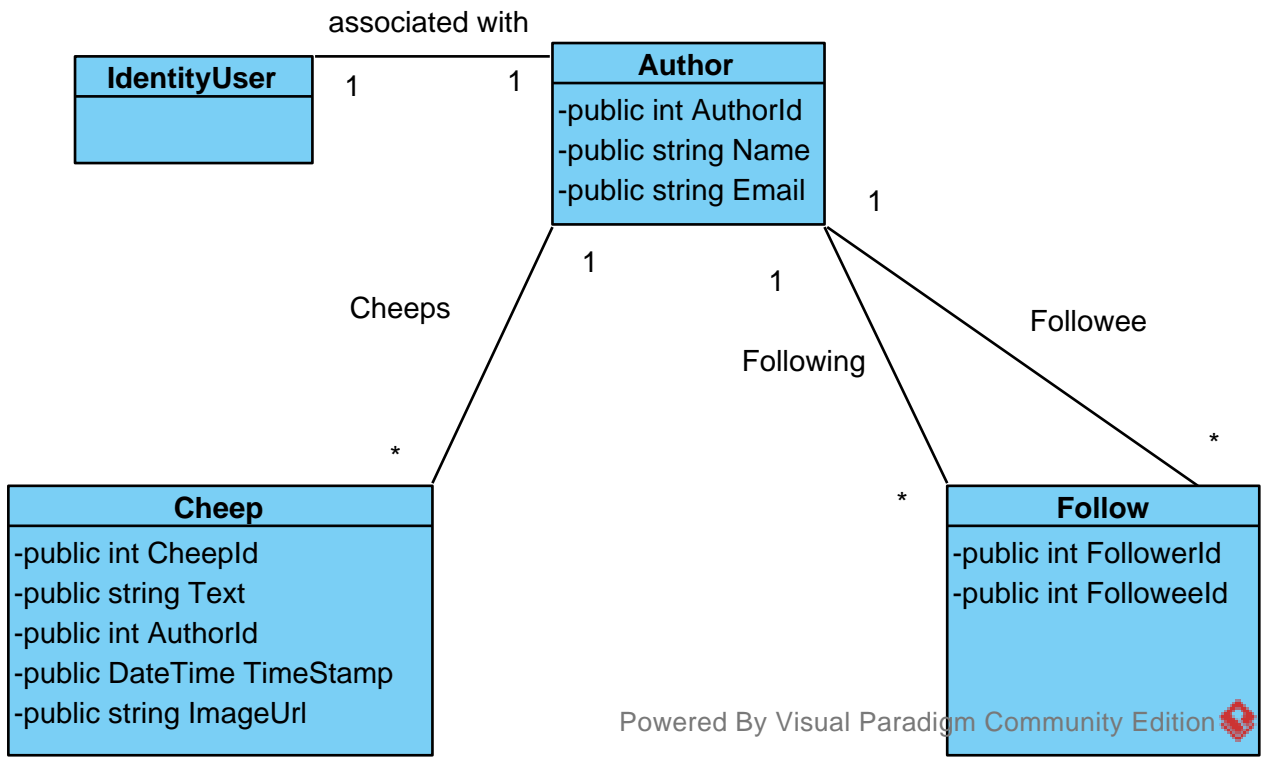 associated with
IdentityUser
1
1
Author
-public int AuthorId
-public string Name
-public string Email
1
1
1
Cheeps
Following
Followee
*
*
*
Cheep
-public int CheepId
-public string Text
-public int AuthorId
-public DateTime TimeStamp
-public string ImageUrl
Follow
-public int FollowerId
-public int FolloweeId
Powered By Visual Paradigm Community Edition